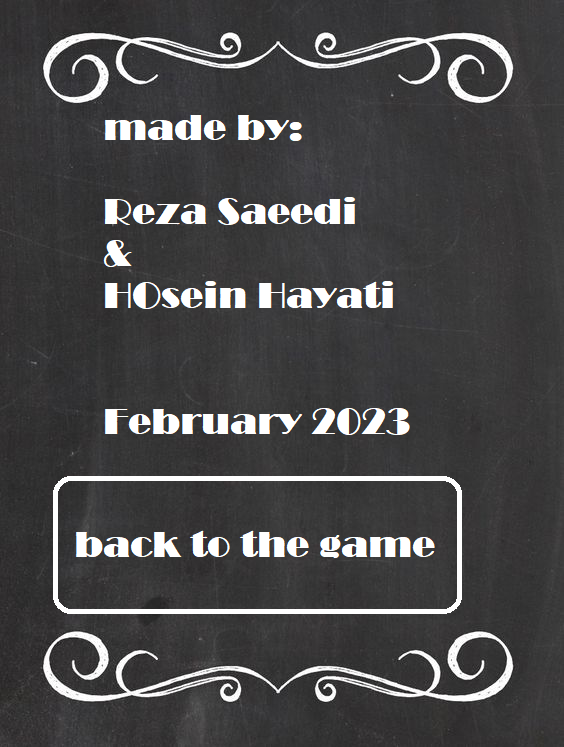 made by:
Reza Saeedi
&
HOsein Hayati
February 2023
back to the game